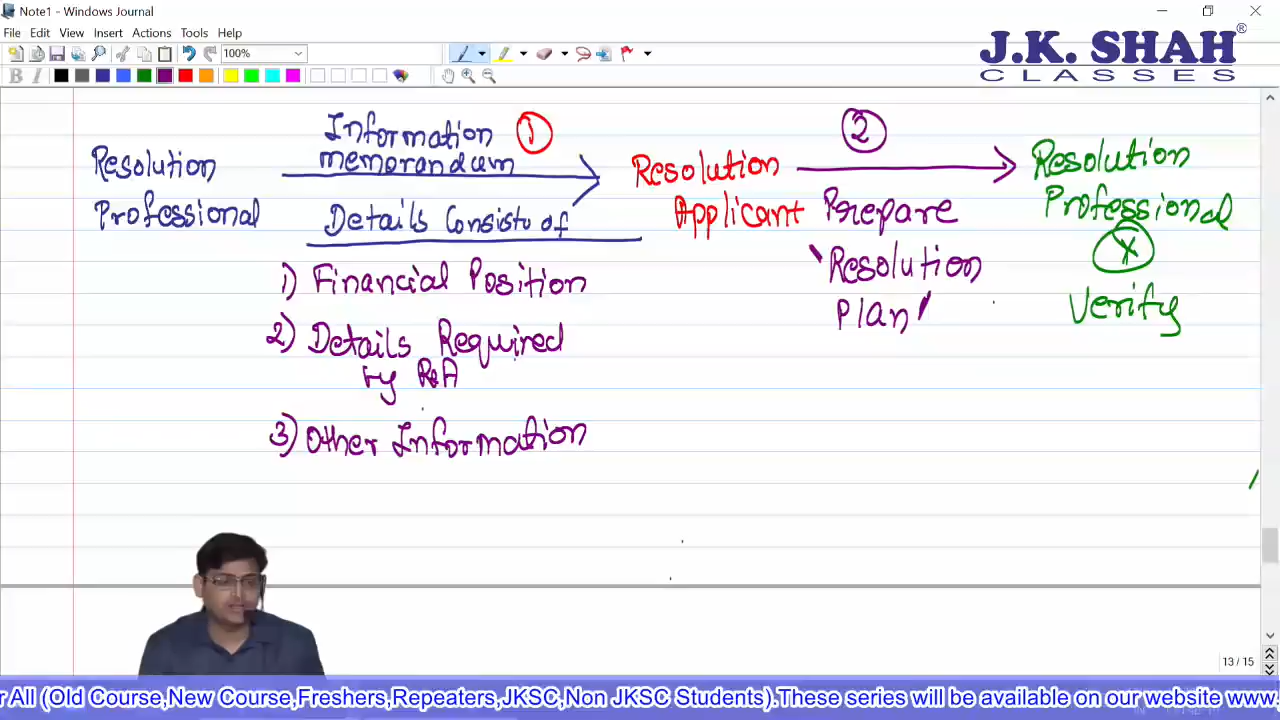 Note1 - Windows Journal
File Edit View Insert Actions Tools Help
100%
J.K. SHAH®
CLASSES
Information
memorandum
1
Resolution
Professional
Details Consists of
1) Financial Position
2) Details Required
by R&A
3) Other Information
Resolution
Applicant
2
Prepare
Resolution
Plan
Resolution
Professional
Verify
13 / 15
r All (Old Course,New Course,Freshers,Repeaters,JKSC,Non JKSC Students).These series will be available on our website www.